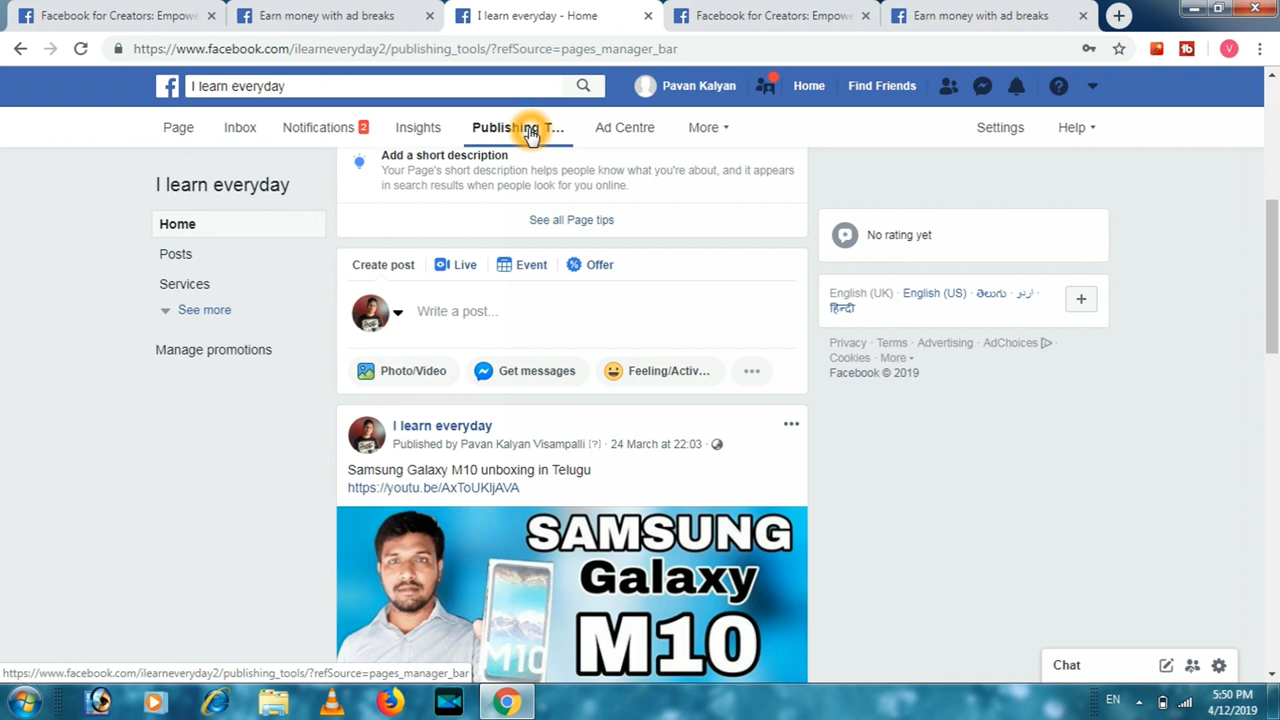 Facebook for Creators: Empowe
Earn money with ad breaks
I learn everyday - Home
Facebook for Creators: Empowe
Earn money with ad breaks
https://www.facebook.com/ilearneveryday2/publishing_tools/?refSource=pages_manager_bar
V
I learn everyday
Pavan Kalyan
Home
Find Friends
Page
Inbox
Notifications 2
Insights
Publishing T...
Ad Centre
More
Settings
Help
I learn everyday
Home
Posts
Services
See more
Manage promotions
Add a short description
Your Page's short description helps people know what you're about, and it appears
in search results when people look for you online.
See all Page tips
Create post
Live
Event
Offer
Write a post...
Photo/Video
Get messages
Feeling/Activ...
I learn everyday
Published by Pavan Kalyan Visampalli [?] · 24 March at 22:03 ·
Samsung Galaxy M10 unboxing in Telugu
https://youtu.be/AxToUKIjAVA
SAMSUNG
Galaxy
M10
M10
No rating yet
English (UK) · English (US) · తెలుగు · اردو ·
हिन्दी
Privacy · Terms · Advertising · AdChoices ·
Cookies · More
Facebook © 2019
Chat
https://www.facebook.com/ilearneveryday2/publishing_tools/?refSource=pages_manager_bar
EN
5:50 PM
4/12/2019